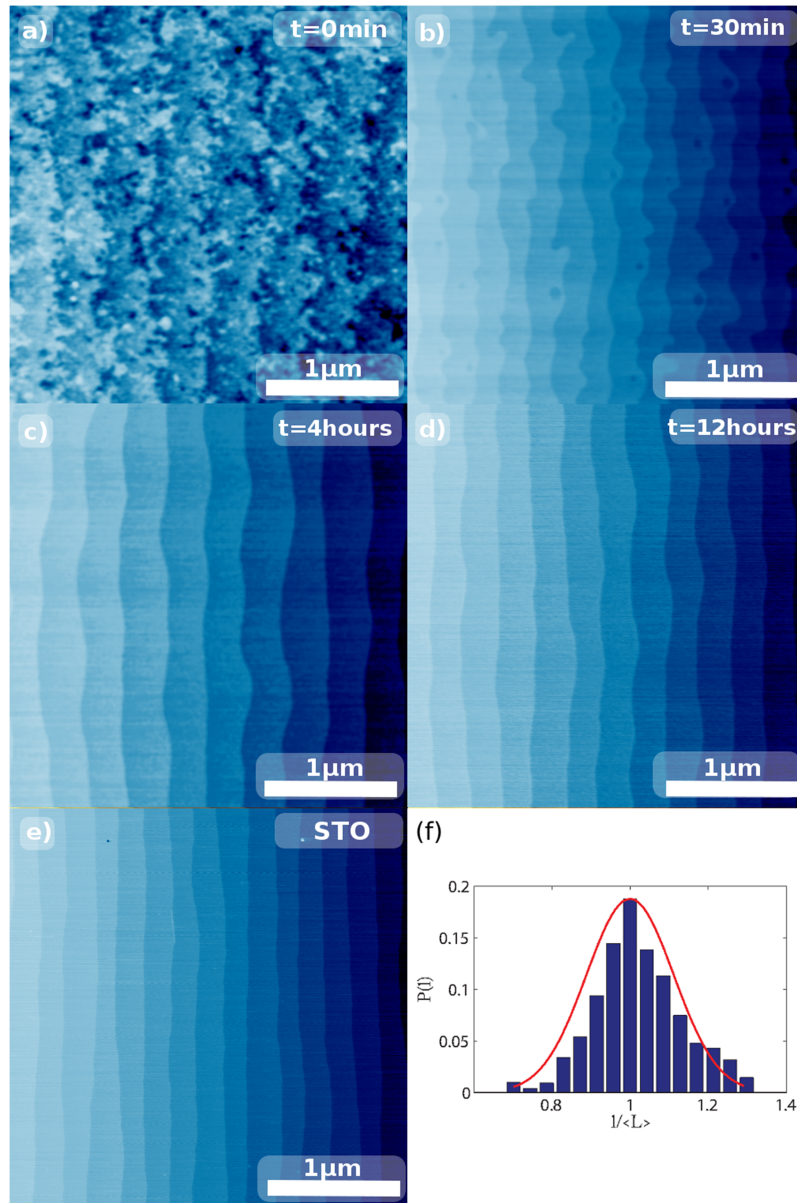 a)
t=0min
1μm
b)
t=30min
1μm
c)
t=4hours
1μm
d)
t=12hours
1μm
e)
STO
1μm
(f)
0.2
0.15
0.1
0.05
0
P(l)
0.8
1
1.2
1.4
l/<L>